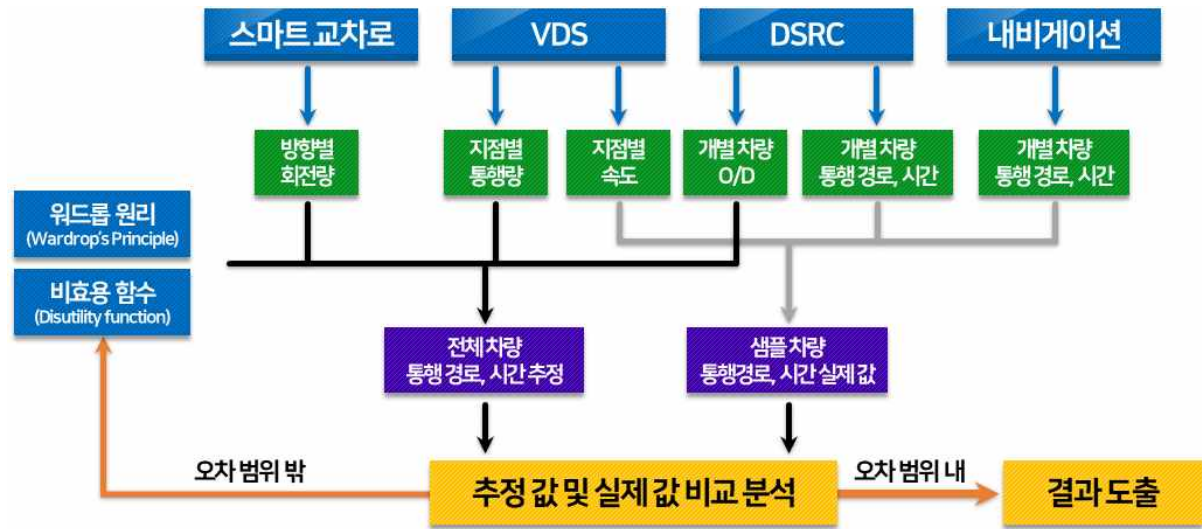 스마트 교차로
VDS
DSRC
내비게이션
방향별
회전량
지점별
통행량
지점별
속도
개별 차량
O/D
개별 차량
통행 경로, 시간
개별 차량
통행 경로, 시간
워드롭 원리
(Wardrop's Principle)
비효용 함수
(Disutility function)
전체 차량
통행 경로, 시간 추정
샘플 차량
통행경로, 시간 실제 값
오차 범위 밖
추정 값 및 실제 값 비교 분석
오차 범위 내
결과 도출